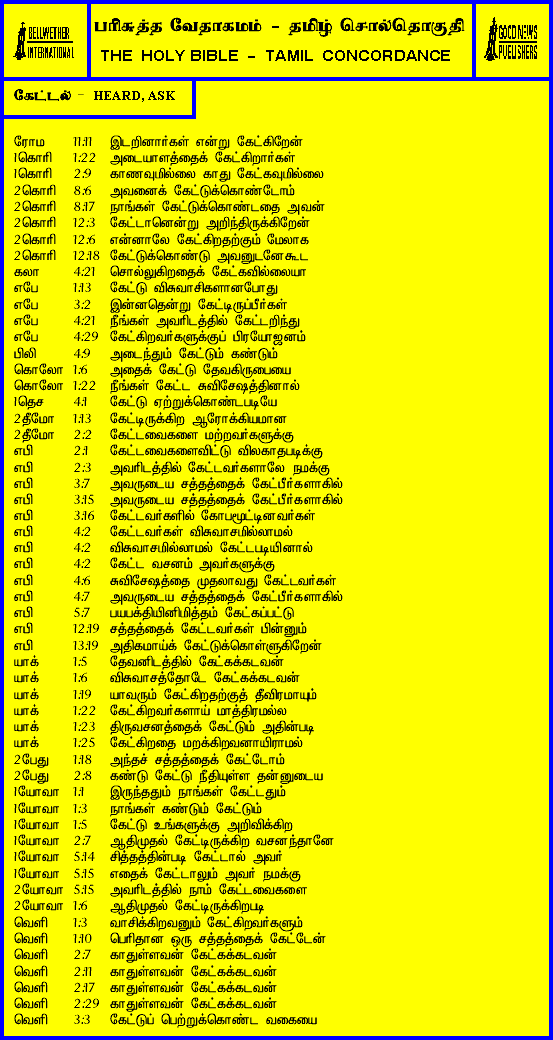 BELLWETHER
INTERNATIONAL
பரிசுத்த வேதாகமம் - தமிழ் சொல்தொகுதி
THE HOLY BIBLE - TAMIL CONCORDANCE
GOOD NEWS
PUBLISHERS
கேட்டல் - HEARD, ASK
ரோம 11:11 இடறினார்கள் என்று கேட்கிறேன்
1கொரி 1:22 அடையாளத்தைக் கேட்கிறார்கள்
1கொரி 2:9 காணவுமில்லை காது கேட்கவுமில்லை
2கொரி 8:6 அவனைக் கேட்டுக்கொண்டோம்
2கொரி 8:17 நாங்கள் கேட்டுக்கொண்டதை அவன்
2கொரி 12:3 கேட்டானென்று அறிந்திருக்கிறேன்
2கொரி 12:6 என்னாலே கேட்கிறதற்கும் மேலாக
2கொரி 12:18 கேட்டுக்கொண்டு அவனுடனேகூட
கலா 4:21 சொல்லுகிறதைக் கேட்கவில்லையா
எபே 1:13 கேட்டு விசுவாசிகளானபோது
எபே 3:2 இன்னதென்று கேட்டிருப்பீர்கள்
எபே 4:21 நீங்கள் அவரிடத்தில் கேட்டறிந்து
எபே 4:29 கேட்கிறவர்களுக்குப் பிரயோஜனம்
பிலி 4:9 அடைந்தும் கேட்டும் கண்டும்
கொலோ 1:6 அதைக் கேட்டு தேவகிருபையை
கொலோ 1:22 நீங்கள் கேட்ட சுவிசேஷத்தினால்
1தெச 4:1 கேட்டு ஏற்றுக்கொண்டபடியே
2தீமோ 1:13 கேட்டிருக்கிற ஆரோக்கியமான
2தீமோ 2:2 கேட்டவைகளை மற்றவர்களுக்கு
எபி 2:1 கேட்டவைகளைவிட்டு விலகாதபடிக்கு
எபி 2:3 அவரிடத்தில் கேட்டவர்களாலே நமக்கு
எபி 3:7 அவருடைய சத்தத்தைக் கேட்பீர்களாகில்
எபி 3:15 அவருடைய சத்தத்தைக் கேட்பீர்களாகில்
எபி 3:16 கேட்டவர்களில் கோபமூட்டினவர்கள்
எபி 4:2 கேட்டவர்கள் விசுவாசமில்லாமல்
எபி 4:2 விசுவாசமில்லாமல் கேட்டபடியினால்
எபி 4:2 கேட்ட வசனம் அவர்களுக்கு
எபி 4:6 சுவிசேஷத்தை முதலாவது கேட்டவர்கள்
எபி 4:7 அவருடைய சத்தத்தைக் கேட்பீர்களாகில்
எபி 5:7 பயபக்தியினிமித்தம் கேட்கப்பட்டு
எபி 12:19 சத்தத்தைக் கேட்டவர்கள் பின்னும்
எபி 13:19 அதிகமாய்க் கேட்டுக்கொள்ளுகிறேன்
யாக் 1:5 தேவனிடத்தில் கேட்கக்கடவன்
யாக் 1:6 விசுவாசத்தோடே கேட்கக்கடவன்
யாக் 1:19 யாவரும் கேட்கிறதற்குத் தீவிரமாயும்
யாக் 1:22 கேட்கிறவர்களாய் மாத்திரமல்ல
யாக் 1:23 திருவசனத்தைக் கேட்டும் அதின்படி
யாக் 1:25 கேட்கிறதை மறக்கிறவனாயிராமல்
2பேது 1:18 அந்தச் சத்தத்தைக் கேட்டோம்
2பேது 2:8 கண்டு கேட்டு நீதியுள்ள தன்னுடைய
1யோவா 1:1 இருந்ததும் நாங்கள் கேட்டதும்
1யோவா 1:3 நாங்கள் கண்டும் கேட்டும்
1யோவா 1:5 கேட்டு உங்களுக்கு அறிவிக்கிற
1யோவா 2:7 ஆதிமுதல் கேட்டிருக்கிற வசனந்தானே
1யோவா 5:14 சித்தத்தின்படி கேட்டால் அவர்
1யோவா 5:15 எதைக் கேட்டாலும் அவர் நமக்கு
2யோவா 5:15 அவரிடத்தில் நாம் கேட்டவைகளை
2யோவா 1:6 ஆதிமுதல் கேட்டிருக்கிறபடி
வெளி 1:3 வாசிக்கிறவனும் கேட்கிறவர்களும்
வெளி 1:10 பெரிதான ஒரு சத்தத்தைக் கேட்டேன்
வெளி 2:7 காதுள்ளவன் கேட்கக்கடவன்
வெளி 2:11 காதுள்ளவன் கேட்கக்கடவன்
வெளி 2:17 காதுள்ளவன் கேட்கக்கடவன்
வெளி 2:29 காதுள்ளவன் கேட்கக்கடவன்
வெளி 3:3 கேட்டுப் பெற்றுக்கொண்ட வகையை